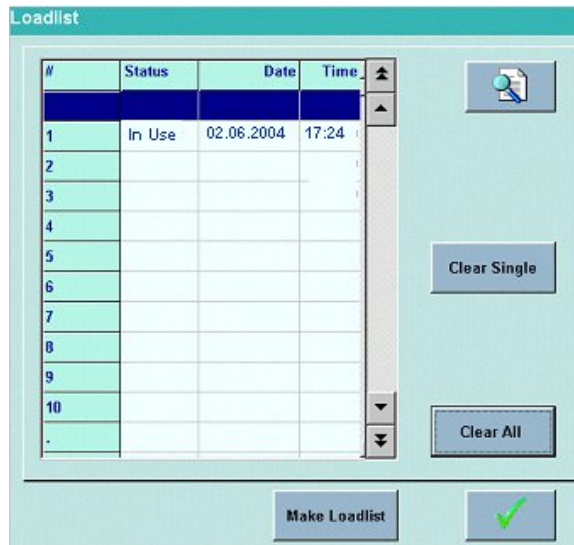 Loadlist
# Status Date Time
1 In Use 02.06.2004 17:24
2
3
4
5
6
7
8
9
10
-
Clear Single
Clear All
Make Loadlist